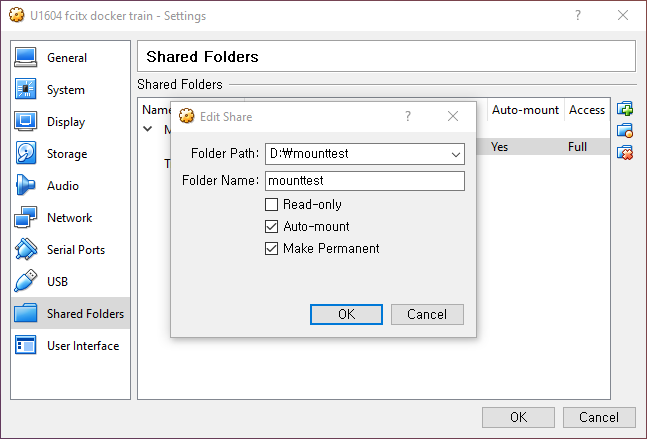 U1604 fcitx docker train - Settings
General
System
Display
Storage
Audio
Network
Serial Ports
USB
Shared Folders
User Interface
Shared Folders
Shared Folders
Name Auto-mount Access
M
Yes Full
T
Edit Share
Folder Path: D:₩mounttest
Folder Name: mounttest
Read-only
Auto-mount
Make Permanent
OK Cancel
OK Cancel